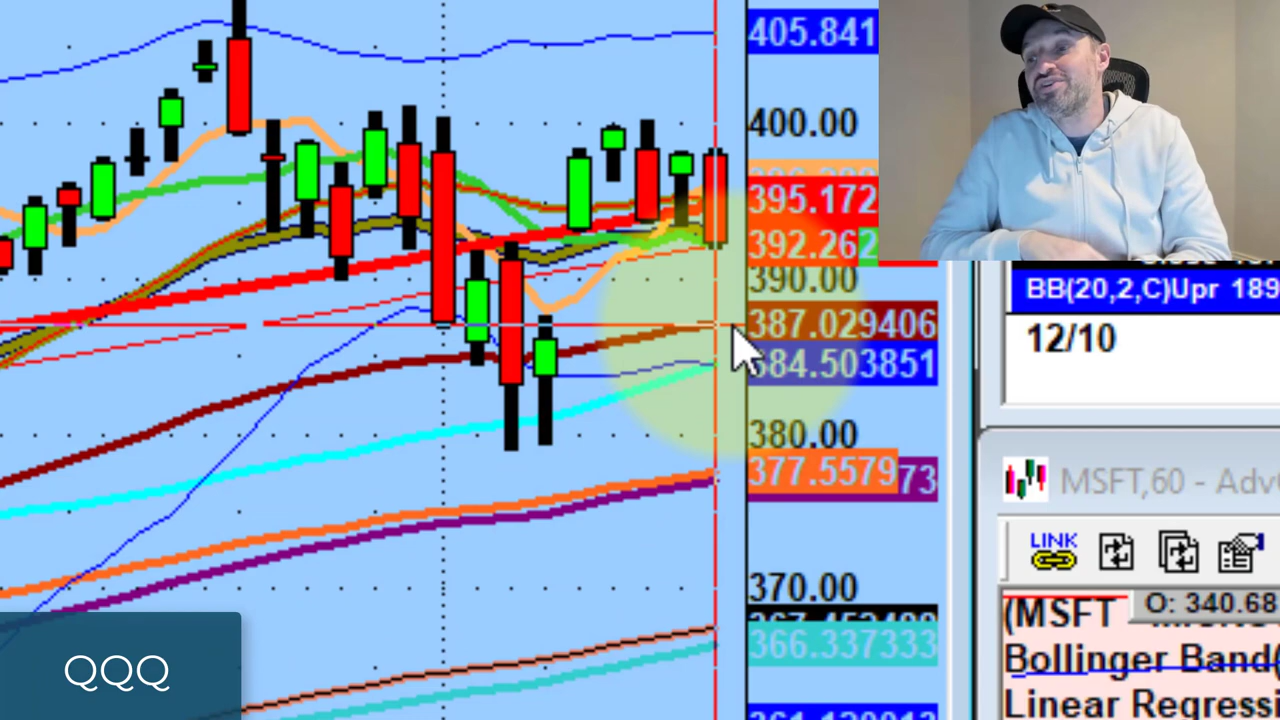 405.841
400.00
395.172
392.262
390.00
387.029406
384.503851
380.00
377.5579
73
370.00
366.337333
BB(20,2,C)Upr 189
12/10
MSFT,60 - Adv
LINK
O: 340.68
(MSFT
Bollinger Band(
Linear Regressi
QQQ